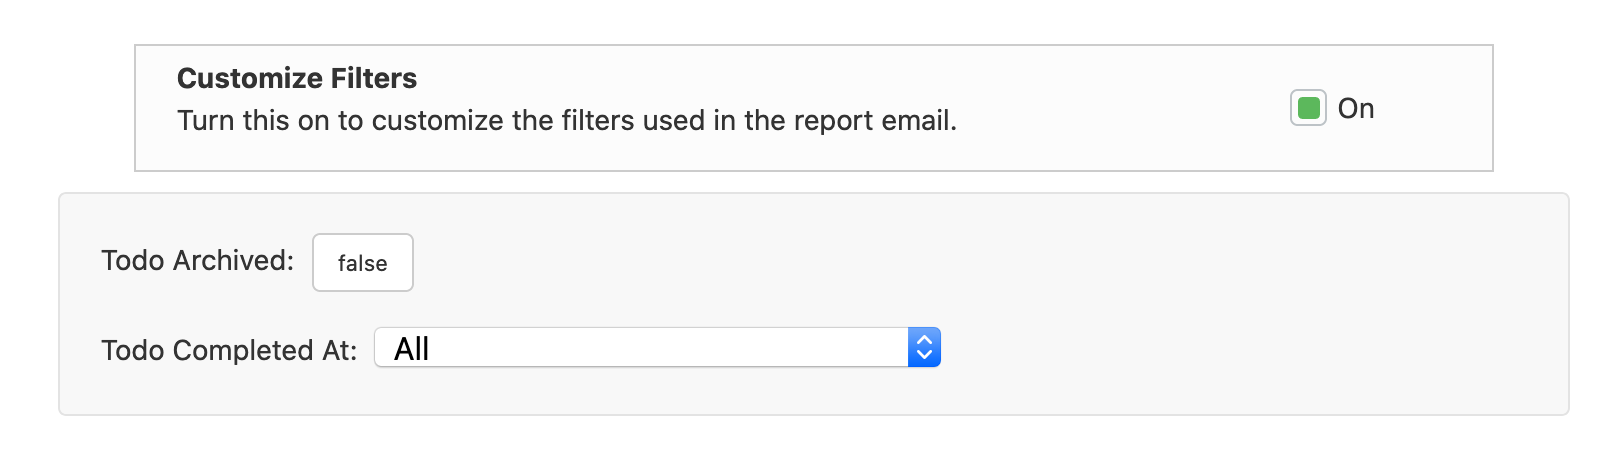 Customize Filters
Turn this on to customize the filters used in the report email.
On
Todo Archived: false
Todo Completed At: All